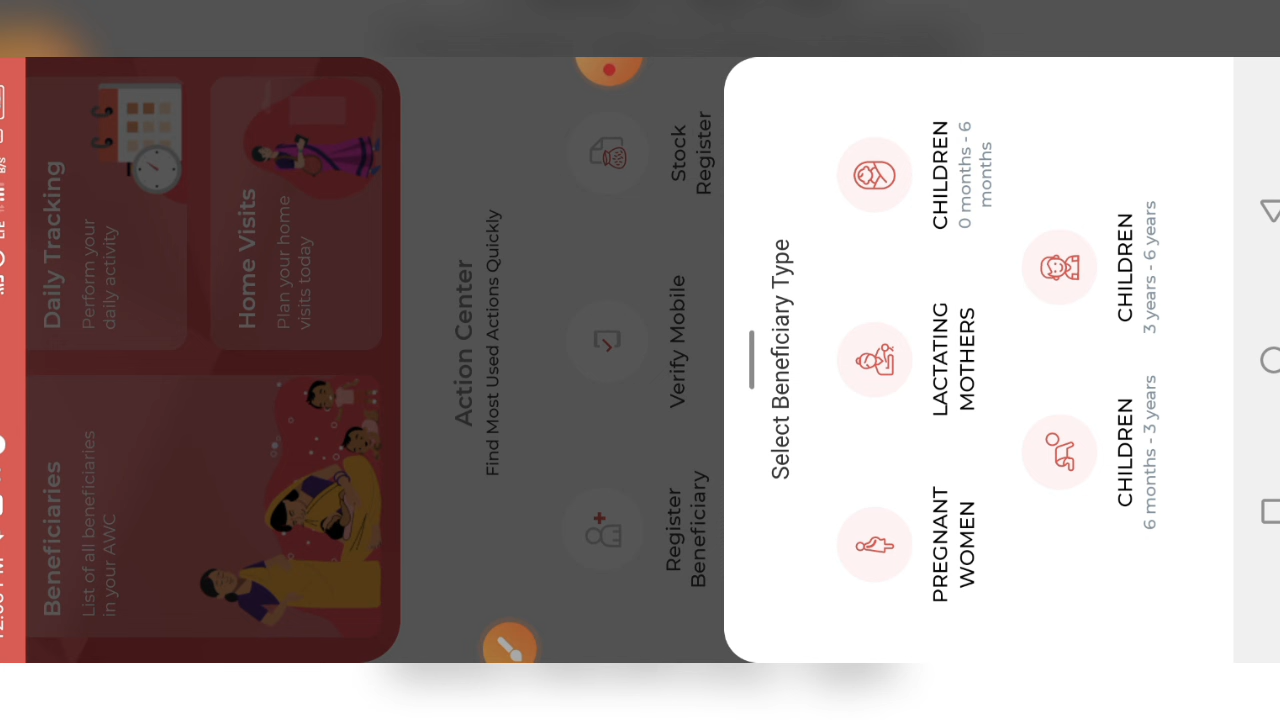 Beneficiaries
List of all beneficiaries
in your AWC
Daily Tracking
Perform your
daily activity
Home Visits
Plan your home
visits today
Action Center
Find Most Used Actions Quickly
Register
Beneficiary
Verify Mobile
Stock
Register
Select Beneficiary Type
PREGNANT
WOMEN
LACTATING
MOTHERS
CHILDREN
0 months - 6
months
CHILDREN
6 months - 3 years
CHILDREN
3 years - 6 years